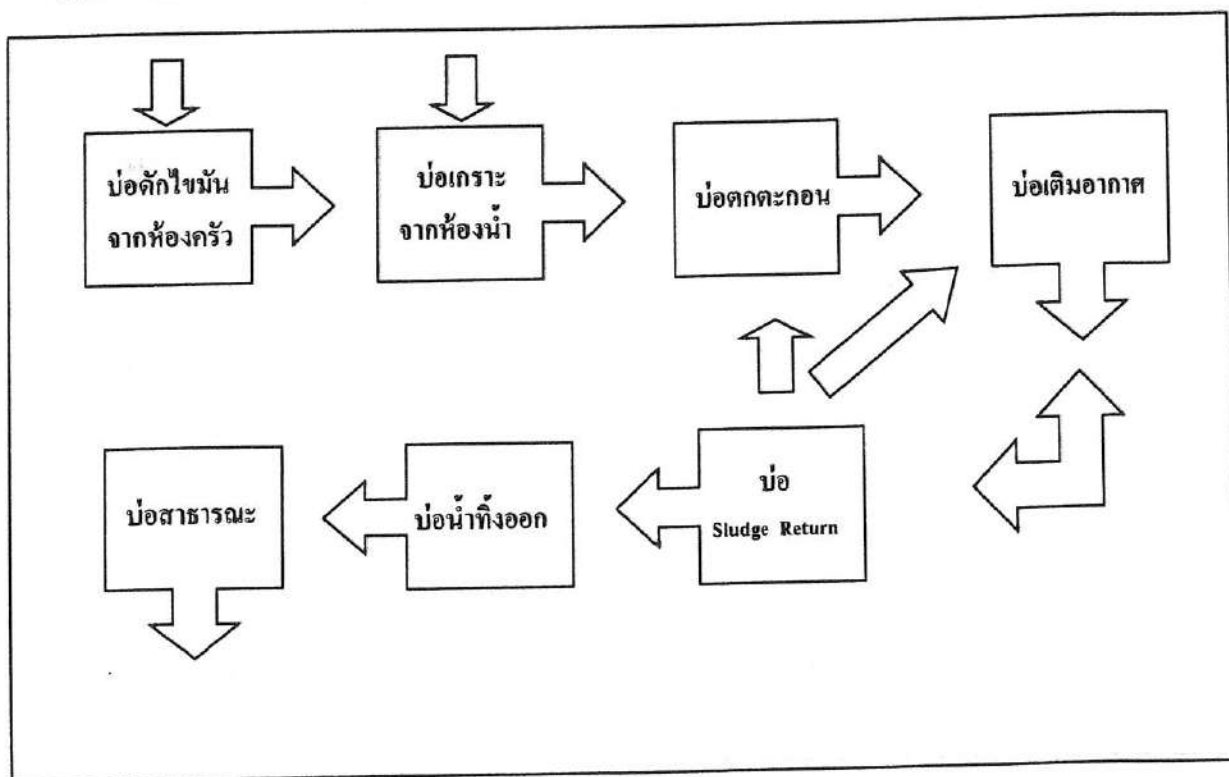 บ่อดักไขมัน
จากห้องครัว
บ่อเกราะ
จากห้องน้ำ
บ่อตกตะกอน
บ่อเติมอากาศ
บ่อสาธารณะ
บ่อน้ำทิ้งออก
บ่อ
Sludge Return